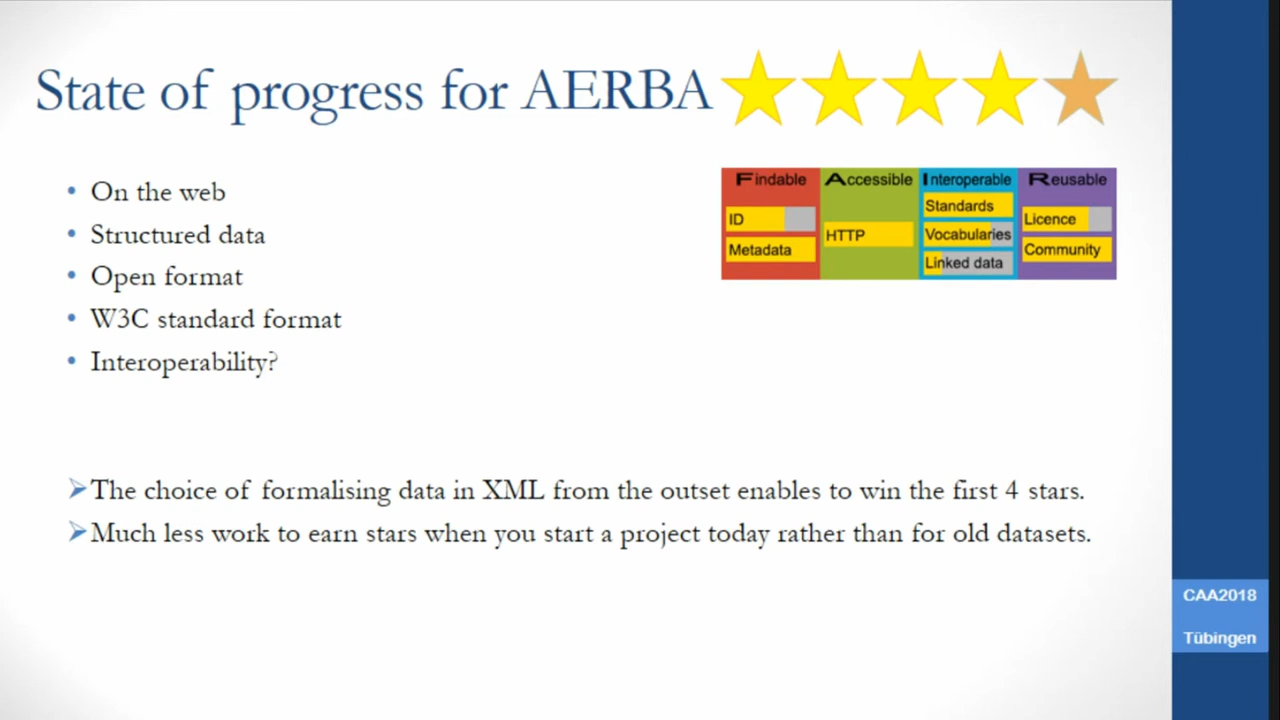 State of progress for AERBA
• On the web
• Structured data
• Open format
• W3C standard format
• Interoperability?
Findable
ID
Metadata
Accessible
HTTP
Interoperable
Standards
Vocabularies
Linked data
Reusable
Licence
Community
➢The choice of formalising data in XML from the outset enables to win the first 4 stars.
➢Much less work to earn stars when you start a project today rather than for old datasets.
CAA2018
Tübingen